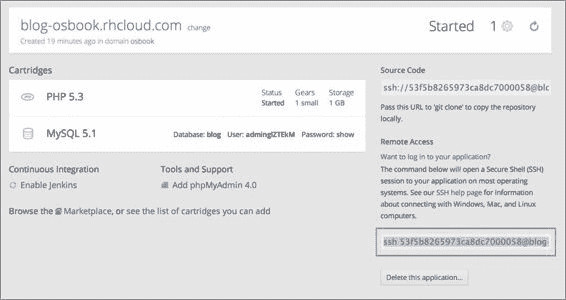 blog-osbook.rhcloud.com change
Created 19 minutes ago in domain osbook
Started 1
Cartridges
PHP 5.3
Status Gears Storage
Started 1 small 1 GB
MySQL 5.1
Database: blog User: adminglZTEkM Password: show
Continuous Integration
Enable Jenkins
Tools and Support
Add phpMyAdmin 4.0
Browse the Marketplace, or see the list of cartridges you can add
Source Code
ssh://53f5b8265973ca8dc7000058@blc
Pass this URL to 'git clone' to copy the repository
locally.
Remote Access
Want to log in to your application?
The command below will open a Secure Shell (SSH)
session to your application on most operating
systems. See our SSH help page for information
about connecting with Windows, Mac, and Linux
computers.
ssh 53f5b8265973ca8dc7000058@blog
Delete this application...